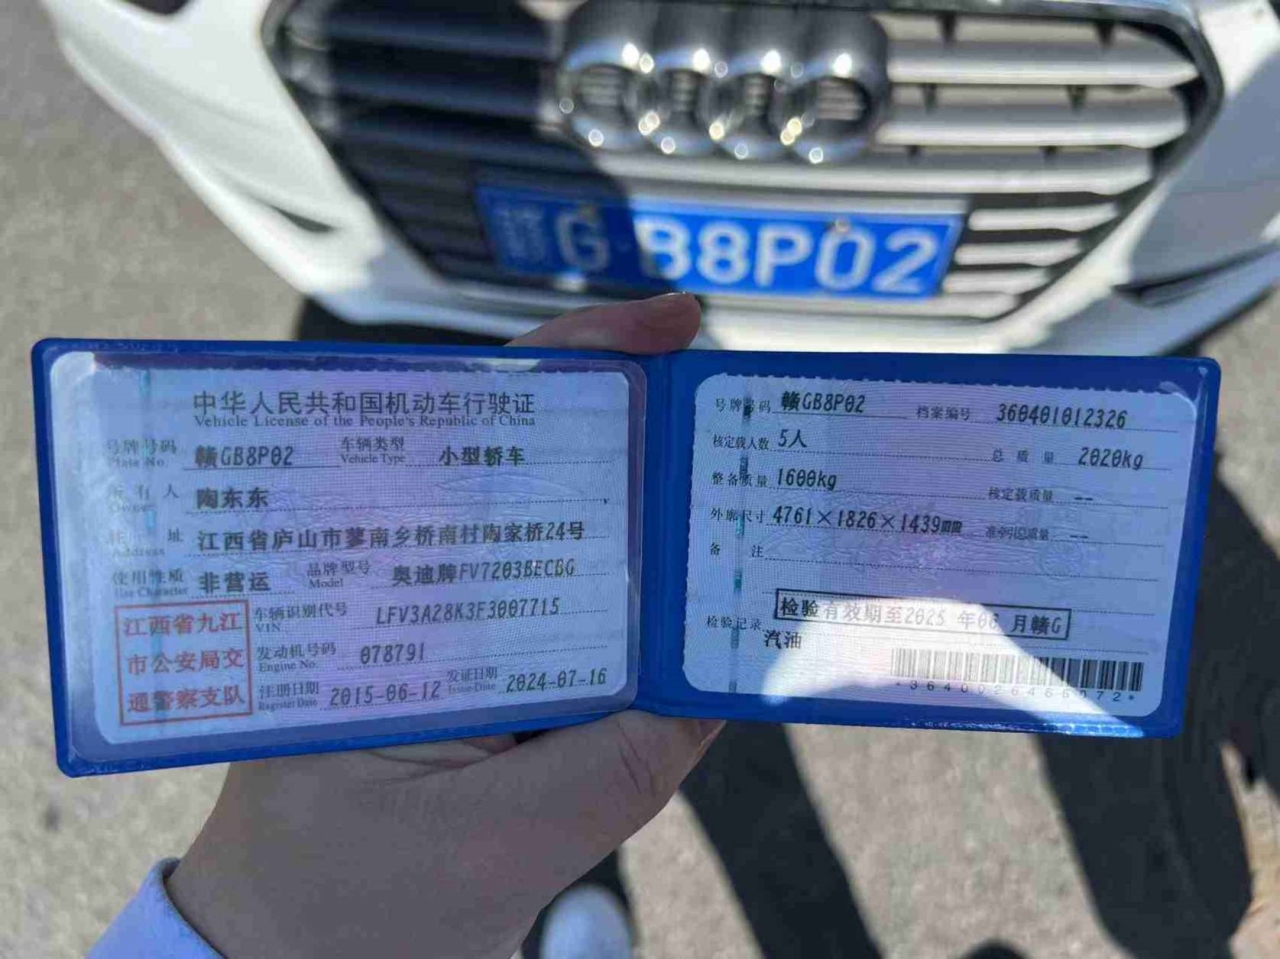 G·B8P02
中华人民共和国机动车行驶证
Vehicle License of the People's Republic of China
号牌号码 赣GB8P02 车辆类型 小型轿车
Plate No. Vehicle Type
所有人 陶东东
Owner
住址 江西省庐山市蓼南乡桥南村陶家桥24号
Address
使用性质 非营运 品牌型号 奥迪牌FV7203BECBG
Use Character Model
江西省九江
市公安局交
通警察支队
车辆识别代号 LFV3A28K3F3007715
VIN
发动机号码 078791
Engine No.
注册日期 2015-06-12 发证日期 2024-07-16
Register Date Issue Date
号牌号码 赣GB8P02 档案编号 360401012326
核定载人数 5人 总质量 2020kg
整备质量 1600kg 核定载质量 --
外廓尺寸 4761×1826×1439mm 准牵引总质量 --
备注
检验有效期至2025年06月赣G
检验记录
汽油